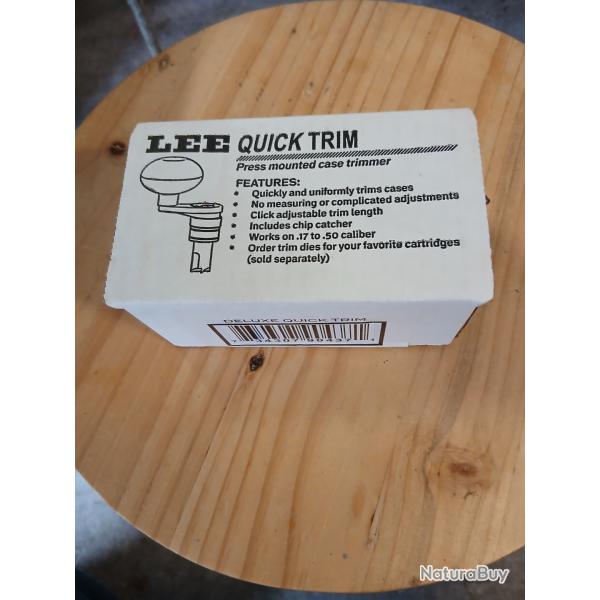 LEE QUICK TRIM
Press mounted case trimmer
FEATURES:
• Quickly and uniformly trims cases
• No measuring or complicated adjustments
• Click adjustable trim length
• Includes chip catcher
• Works on .17 to .50 caliber
• Order trim dies for your favorite cartridges
(sold separately)
DELUXE QUICK TRIM
NaturaBuy